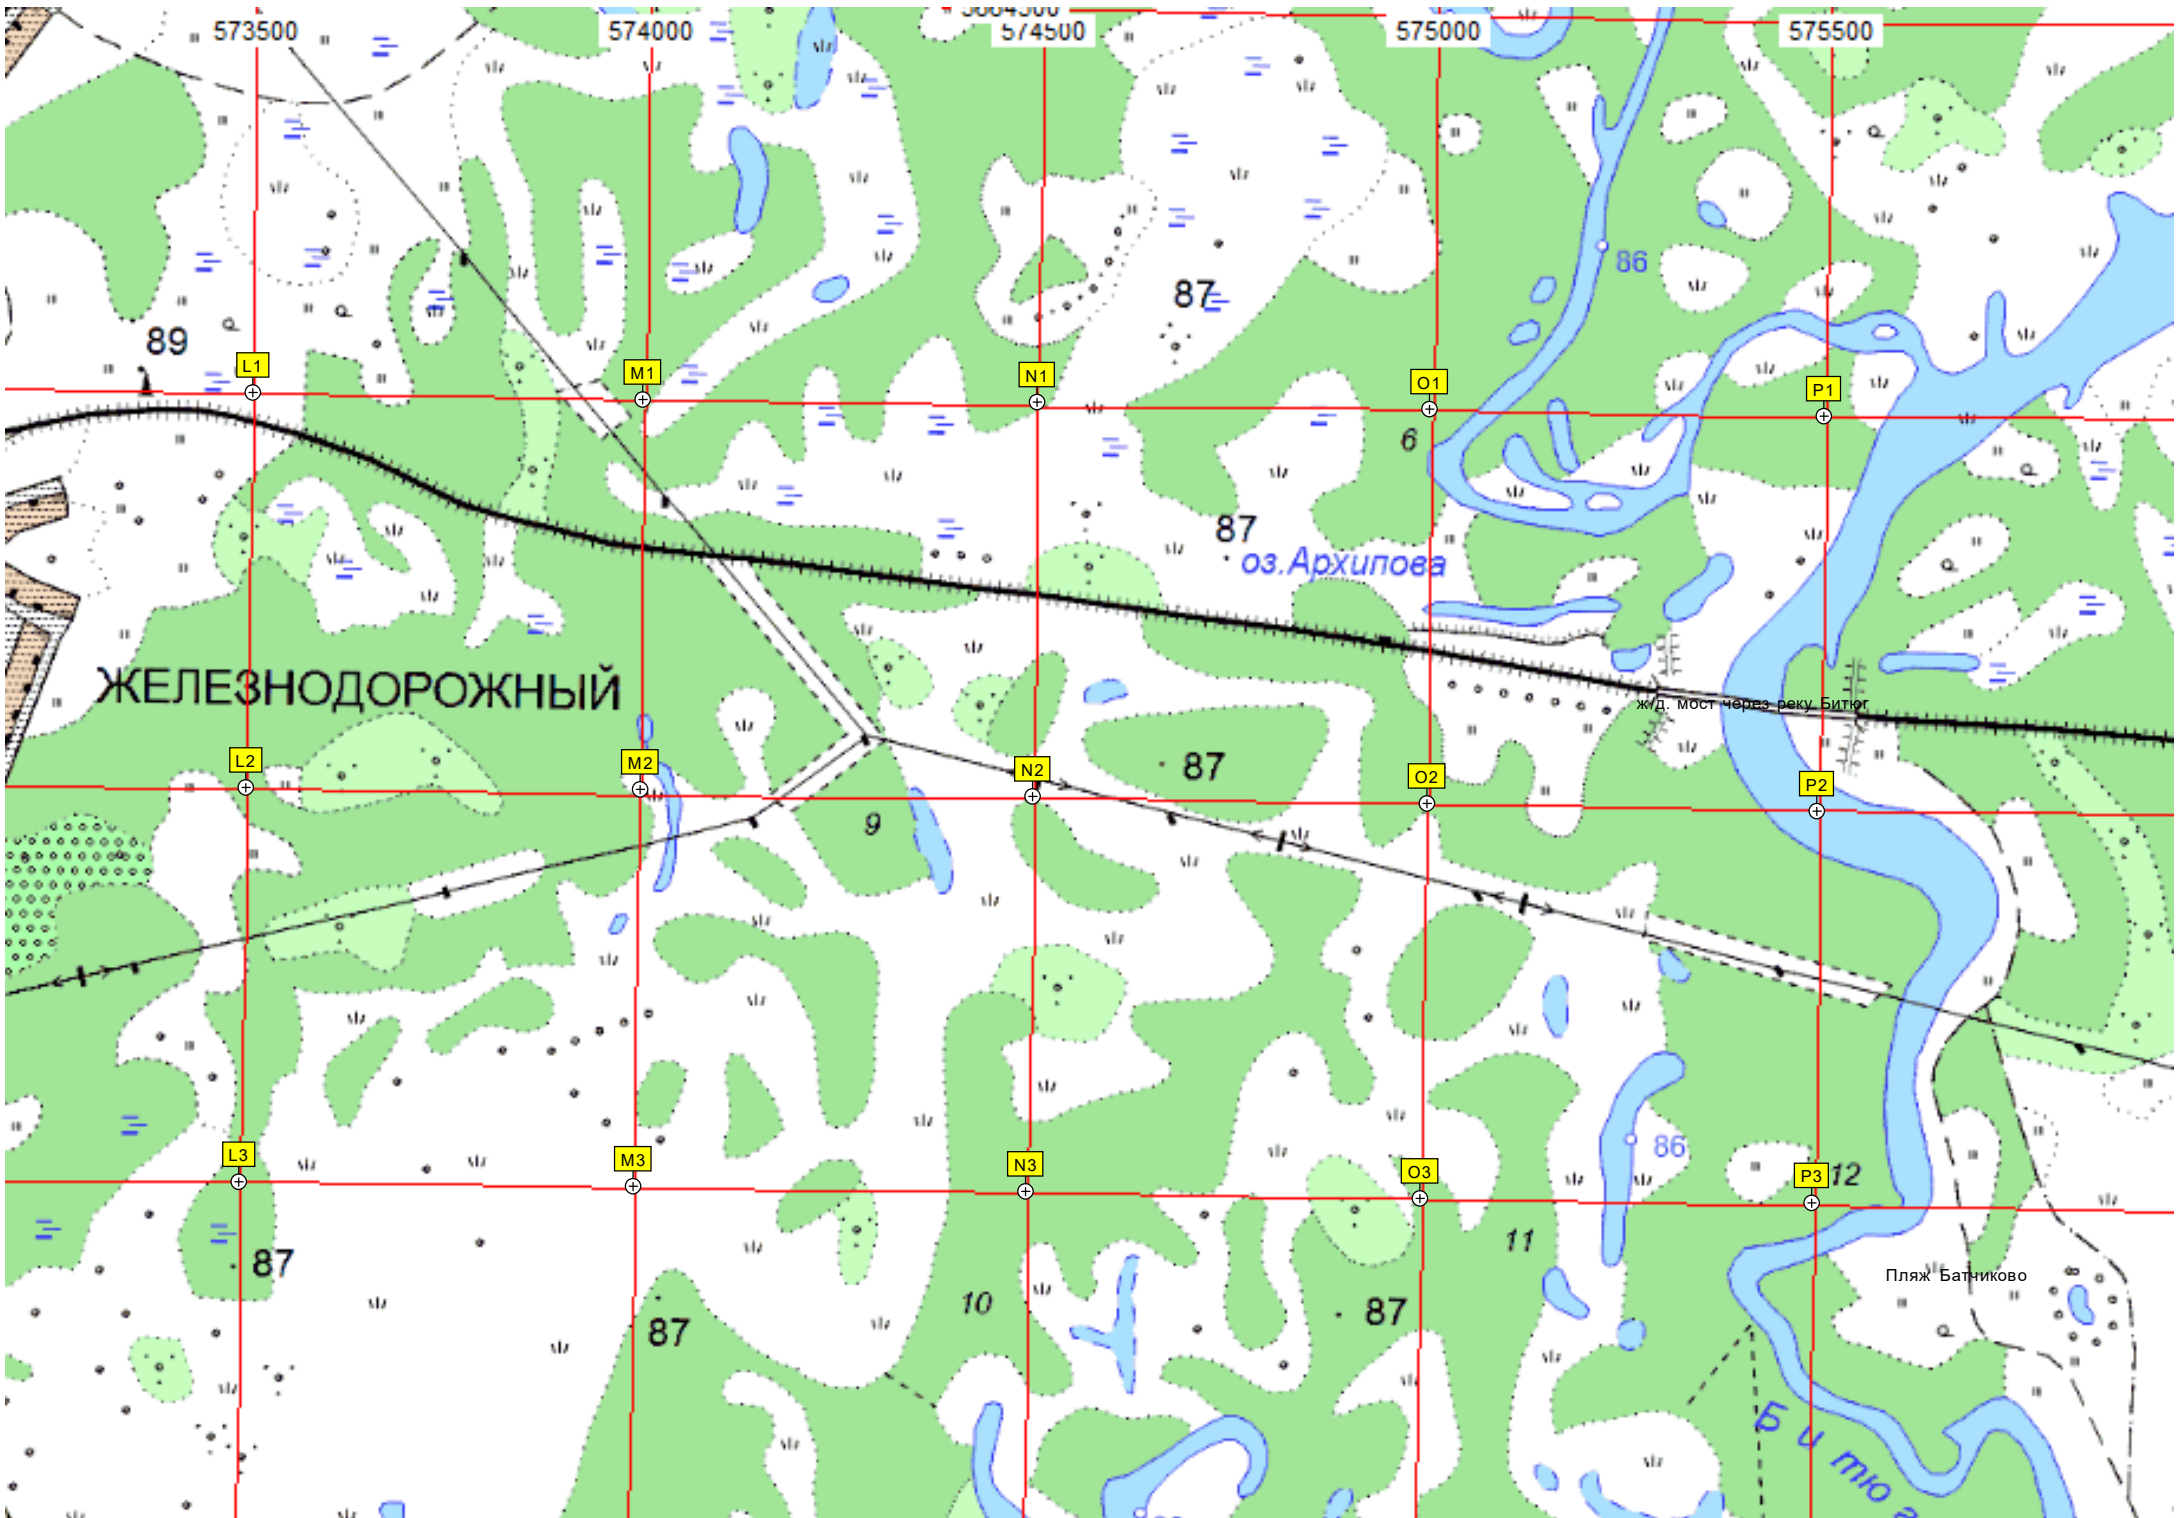 5664500
573500 574000 574500 575000 575500
86
87
89
L1 M1 N1 O1 P1
6
87
оз.Архипова
ЖЕЛЕЗНОДОРОЖНЫЙ
ж/д. мост через реку Битюг
L2 M2 N2 O2 P2
87
9
86
L3 M3 N3 O3 P3
12
11
87
Пляж Батчиково
10
87
87
Битюг